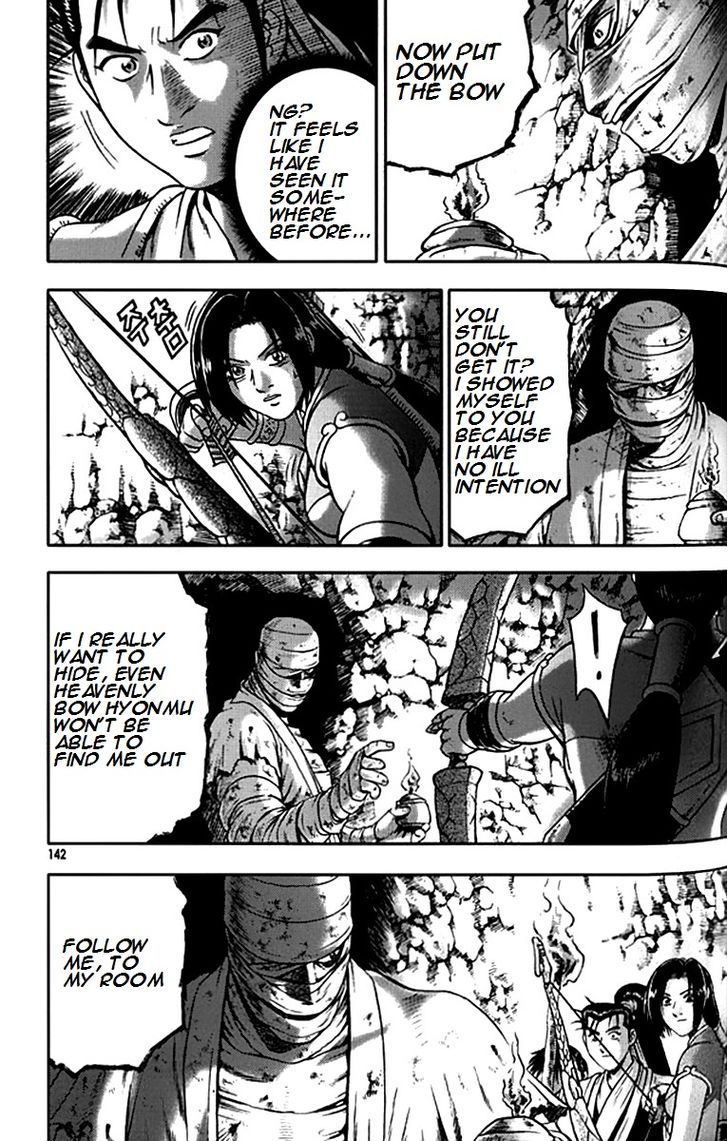 NG?
IT FEELS
LIKE I
HAVE
SEEN IT
SOME-
WHERE
BEFORE...
NOW PUT
DOWN
THE BOW
주춤
YOU
STILL
DON'T
GET IT?
I SHOWED
MYSELF
TO YOU
BECAUSE
I HAVE
NO ILL
INTENTION
IF I REALLY
WANT TO
HIDE, EVEN
HEAVENLY
BOW HYONMU
WON'T BE
ABLE TO
FIND ME OUT
!
142
FOLLOW
ME, TO
MY ROOM